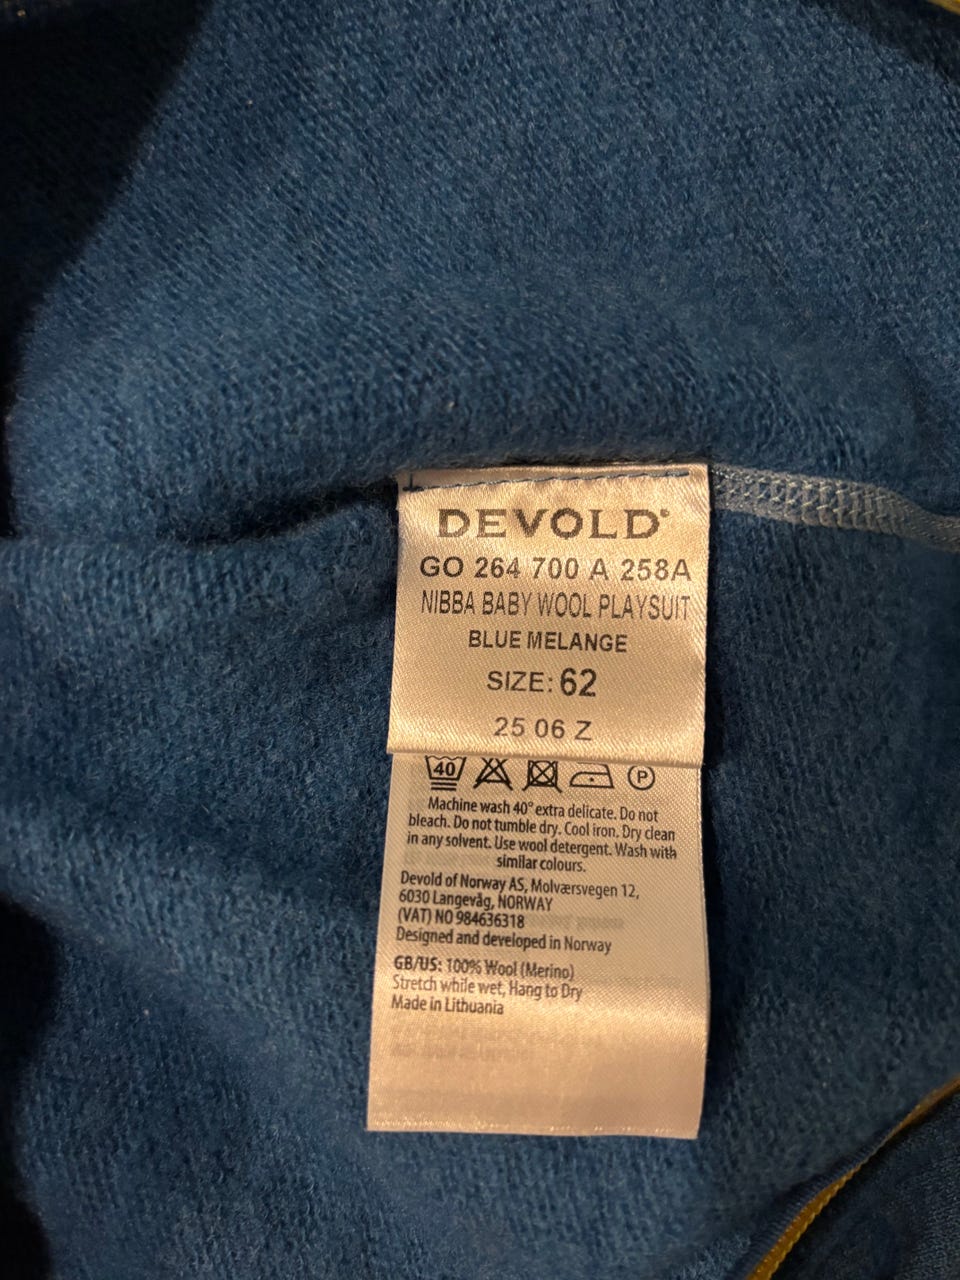 DEVOLD®
GO 264 700 A 258A
NIBBA BABY WOOL PLAYSUIT
BLUE MELANGE
SIZE: 62
25 06 Z
40 P
Machine wash 40° extra delicate. Do not
bleach. Do not tumble dry. Cool iron. Dry clean
in any solvent. Use wool detergent. Wash with
similar colours.
Devold of Norway AS, Molværsvegen 12,
6030 Langevåg, NORWAY
(VAT) NO 984636318
Designed and developed in Norway
GB/US: 100% Wool (Merino)
Stretch while wet, Hang to Dry
Made in Lithuania